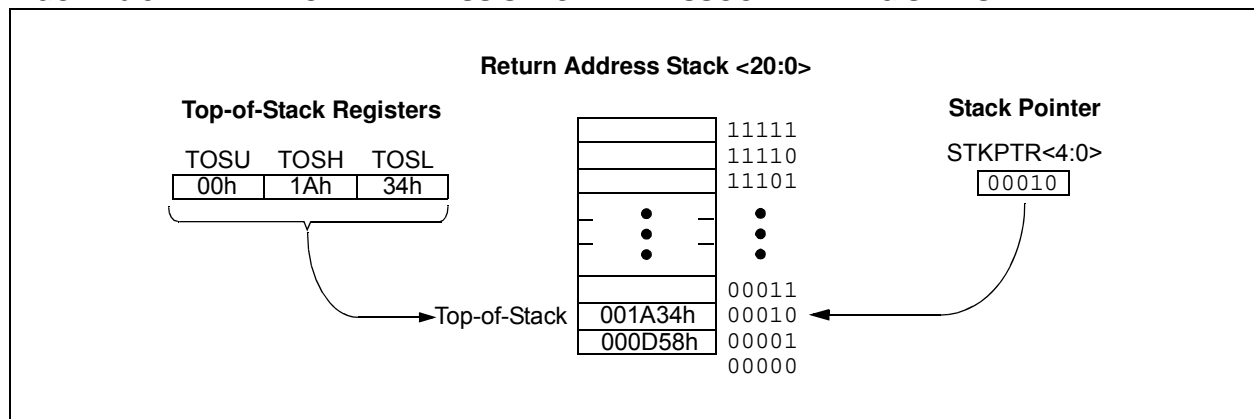 Return Address Stack <20:0>
Top-of-Stack Registers
Stack Pointer
TOSU TOSH TOSL
STKPTR<4:0>
00h 1Ah 34h
00010
11111
11110
11101
00011
Top-of-Stack 001A34h 00010
000D58h 00001
00000